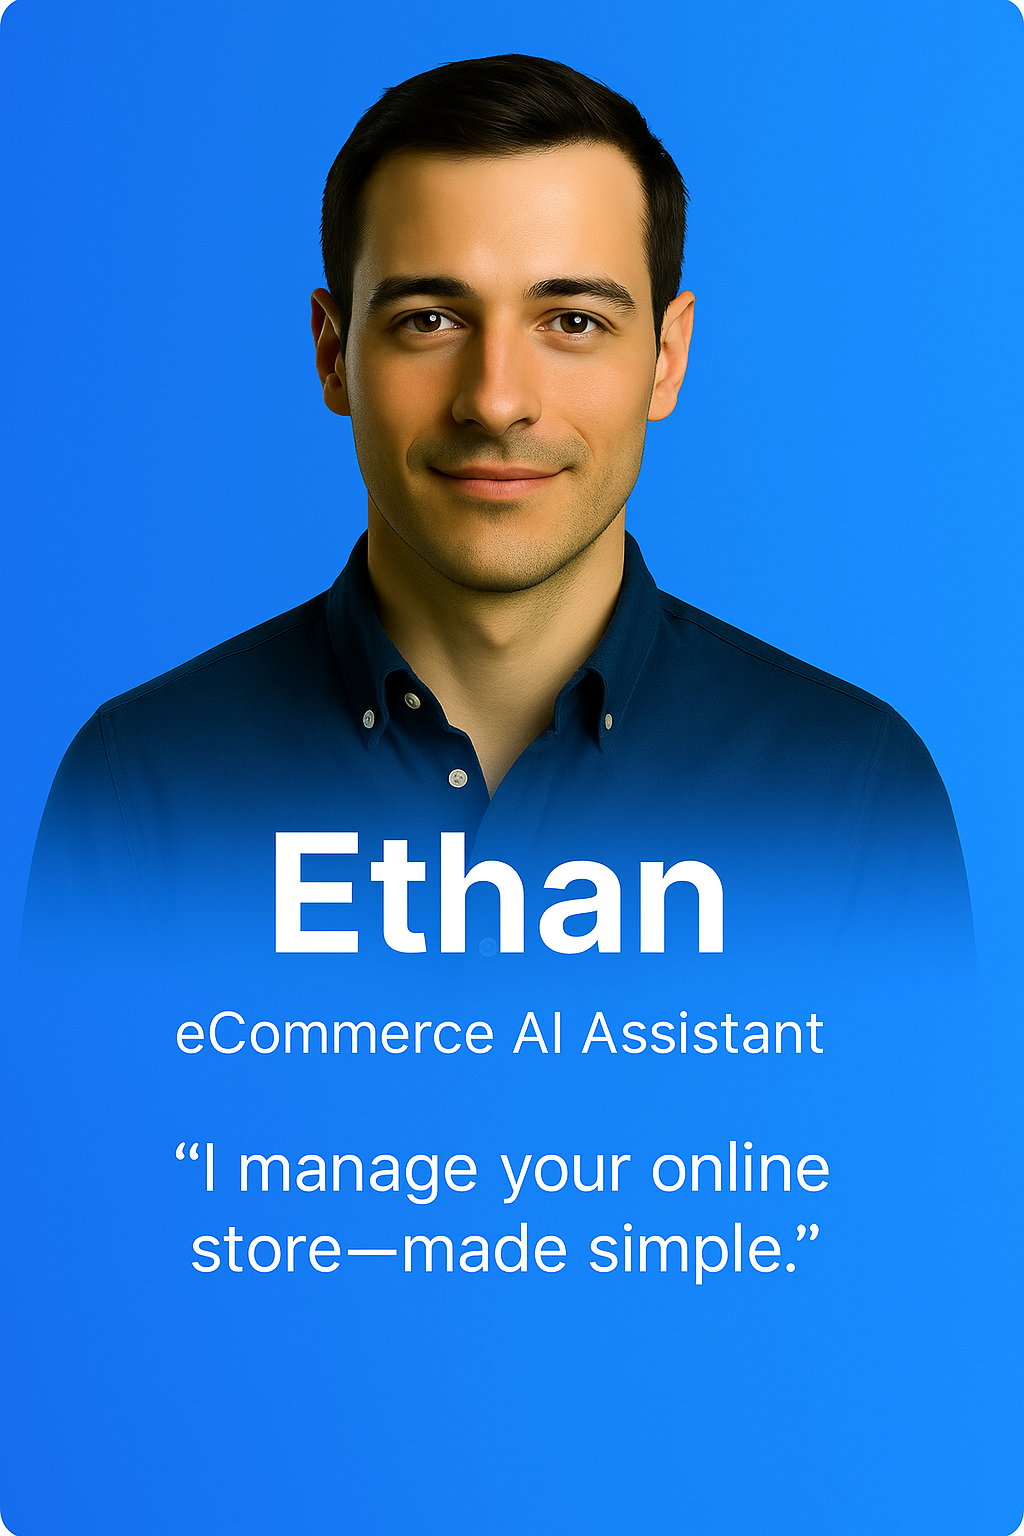 Ethan
eCommerce AI Assistant
“I manage your online
store—made simple.”